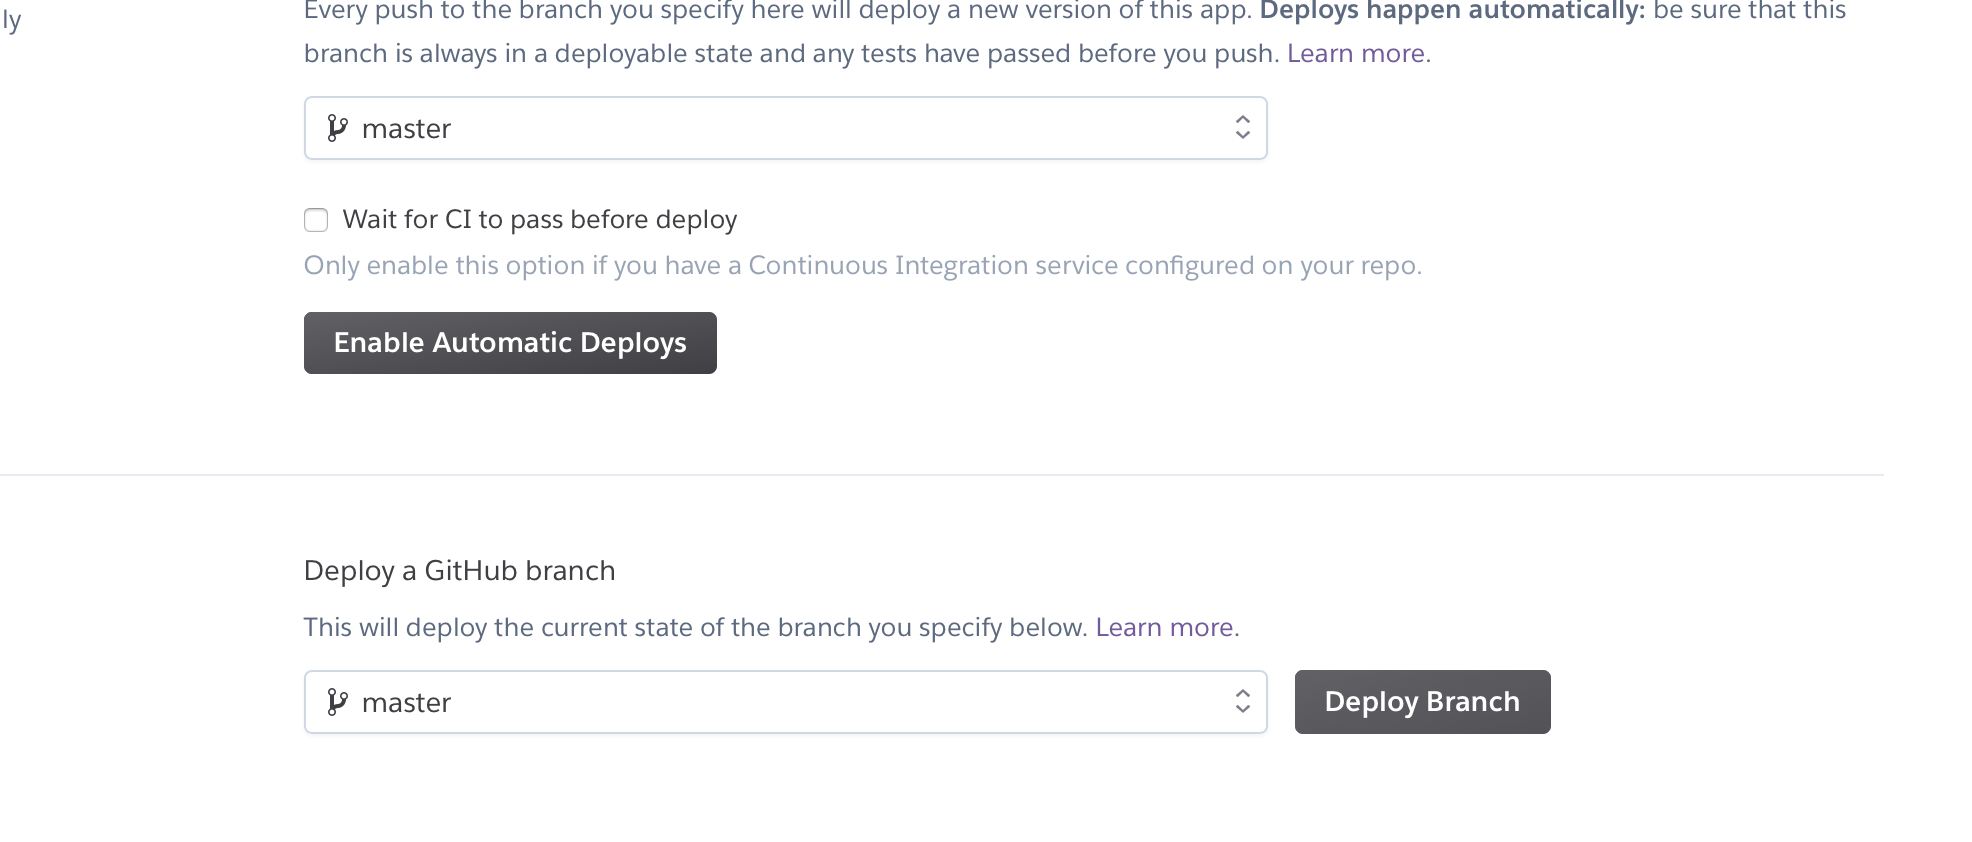 ly
Every push to the branch you specify here will deploy a new version of this app. Deploys happen automatically: be sure that this
branch is always in a deployable state and any tests have passed before you push. Learn more.
master
Wait for CI to pass before deploy
Only enable this option if you have a Continuous Integration service configured on your repo.
Enable Automatic Deploys
Deploy a GitHub branch
This will deploy the current state of the branch you specify below. Learn more.
master
Deploy Branch